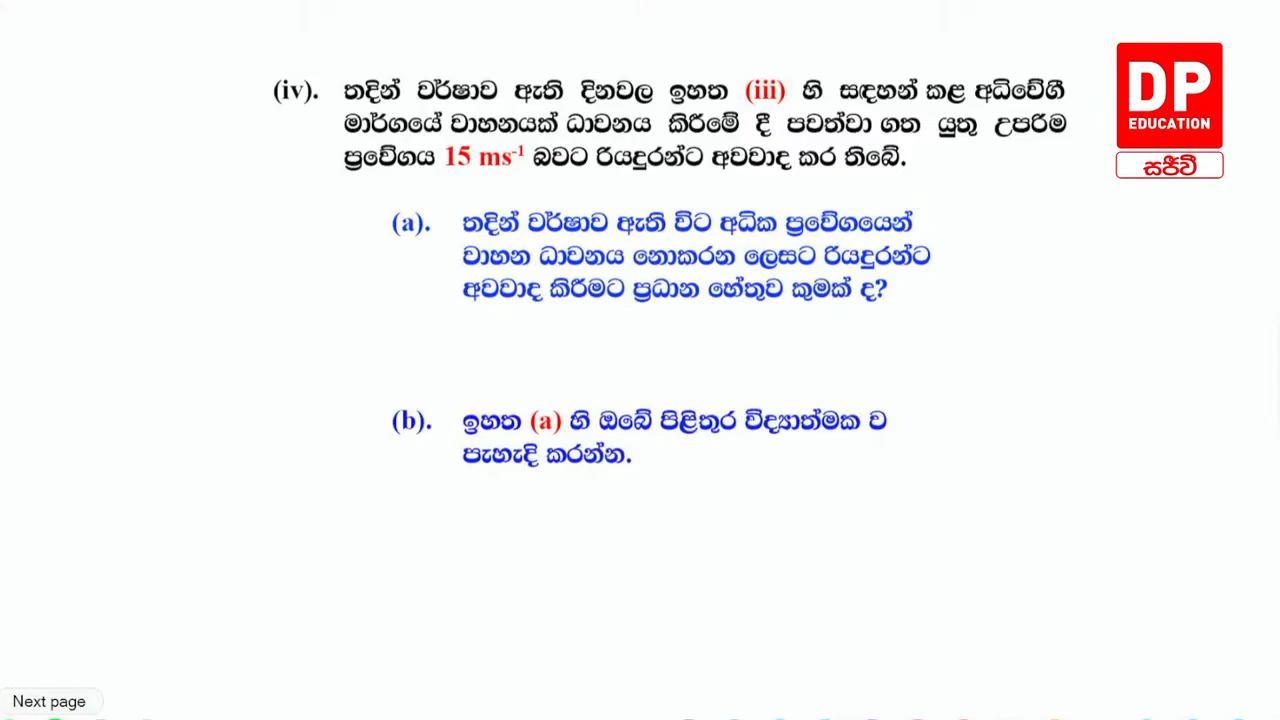 DP
EDUCATION
සජීවී
(iv). තදින් වර්ෂාව ඇති දිනවල ඉහත (iii) හි සඳහන් කළ අධිවේගී
මාර්ගයේ වාහනයක් ධාවනය කිරීමේ දී පවත්වා ගත යුතු උපරිම
ප්‍රවේගය 15 ms⁻¹ බවට රියදුරන්ට අවවාද කර තිබේ.
(a). තදින් වර්ෂාව ඇති විට අධික ප්‍රවේගයෙන්
වාහන ධාවනය නොකරන ලෙසට රියදුරන්ට
අවවාද කිරීමට ප්‍රධාන හේතුව කුමක් ද?
(b). ඉහත (a) හි ඔබේ පිළිතුර විද්‍යාත්මක ව
පැහැදි කරන්න.
Next page